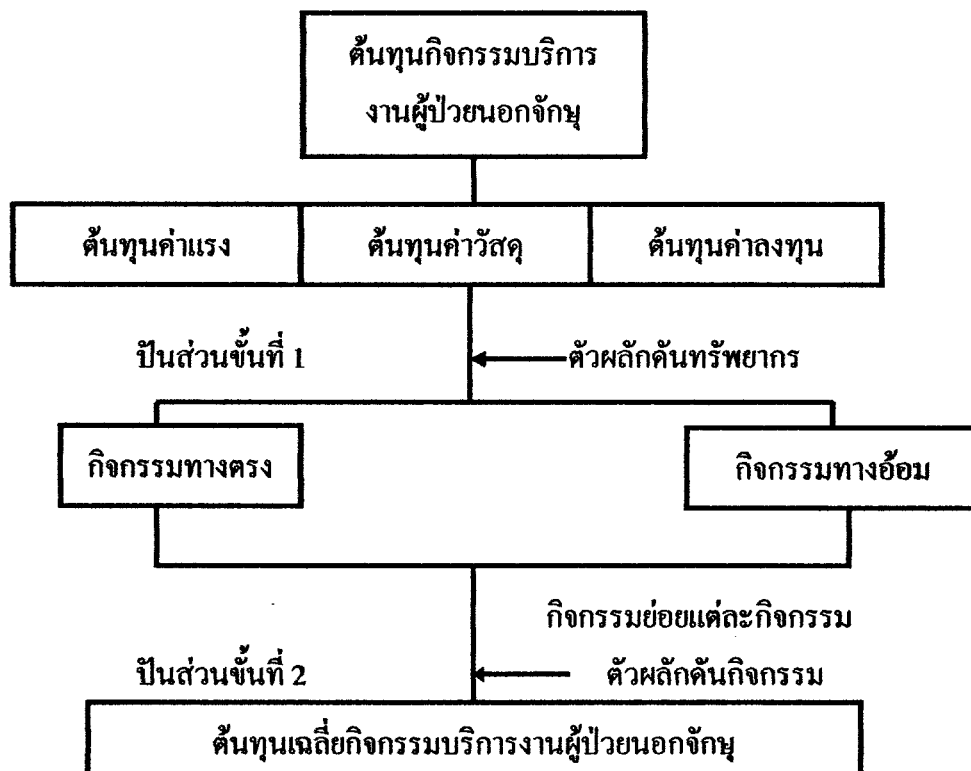 ต้นทุนกิจกรรมบริการ
งานผู้ป่วยนอกจักษุ
ต้นทุนค่าแรง
ต้นทุนค่าวัสดุ
ต้นทุนค่าลงทุน
ปันส่วนขั้นที่ 1
ตัวผลักดันทรัพยากร
กิจกรรมทางตรง
กิจกรรมทางอ้อม
กิจกรรมย่อยแต่ละกิจกรรม
ปันส่วนขั้นที่ 2
ตัวผลักดันกิจกรรม
ต้นทุนเฉลี่ยกิจกรรมบริการงานผู้ป่วยนอกจักษุ